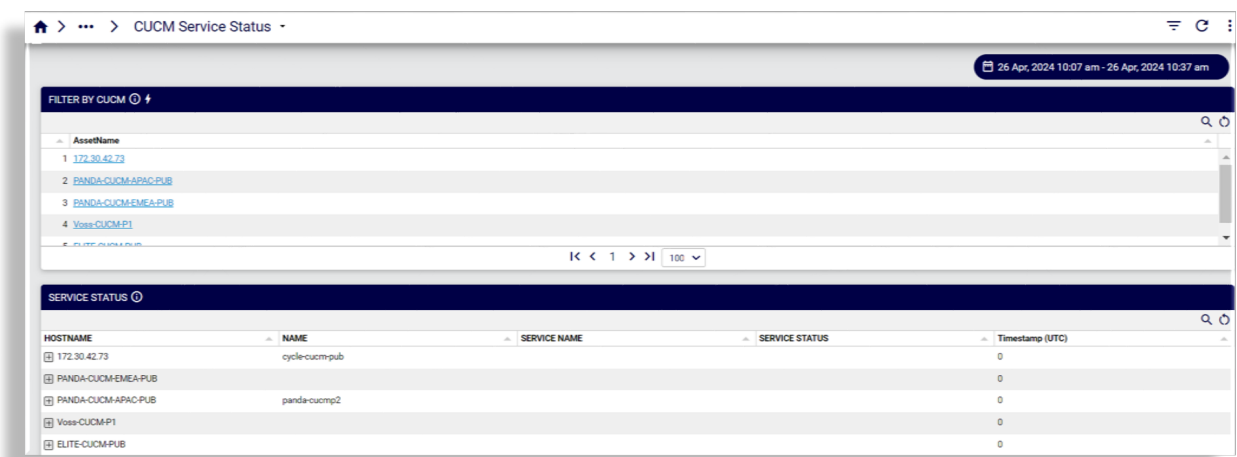 CUCM Service Status
26 Apr, 2024 10:07 am - 26 Apr, 2024 10:37 am
FILTER BY CUCM
AssetName
1 172.30.42.73
2 PANDA-CUCM-APAC-PUB
3 PANDA-CUCM-EMEA-PUB
4 Voss-CUCM-P1
5 ELITE-CUCM-PUB
1 100
SERVICE STATUS
HOSTNAME NAME SERVICE NAME SERVICE STATUS Timestamp (UTC)
172.30.42.73 cycle-cucm-pub 0
PANDA-CUCM-EMEA-PUB 0
PANDA-CUCM-APAC-PUB panda-cucmp2 0
Voss-CUCM-P1 0
ELITE-CUCM-PUB 0